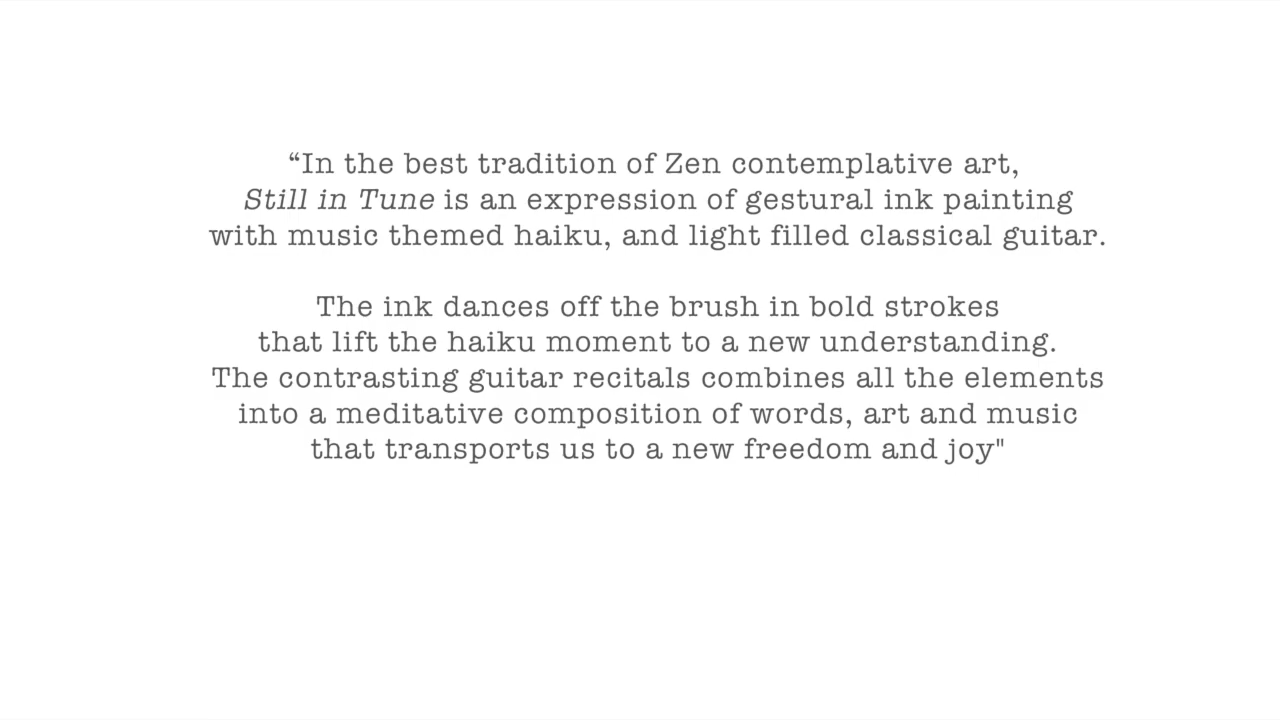 “In the best tradition of Zen contemplative art,
Still in Tune is an expression of gestural ink painting
with music themed haiku, and light filled classical guitar.
The ink dances off the brush in bold strokes
that lift the haiku moment to a new understanding.
The contrasting guitar recitals combines all the elements
into a meditative composition of words, art and music
that transports us to a new freedom and joy"